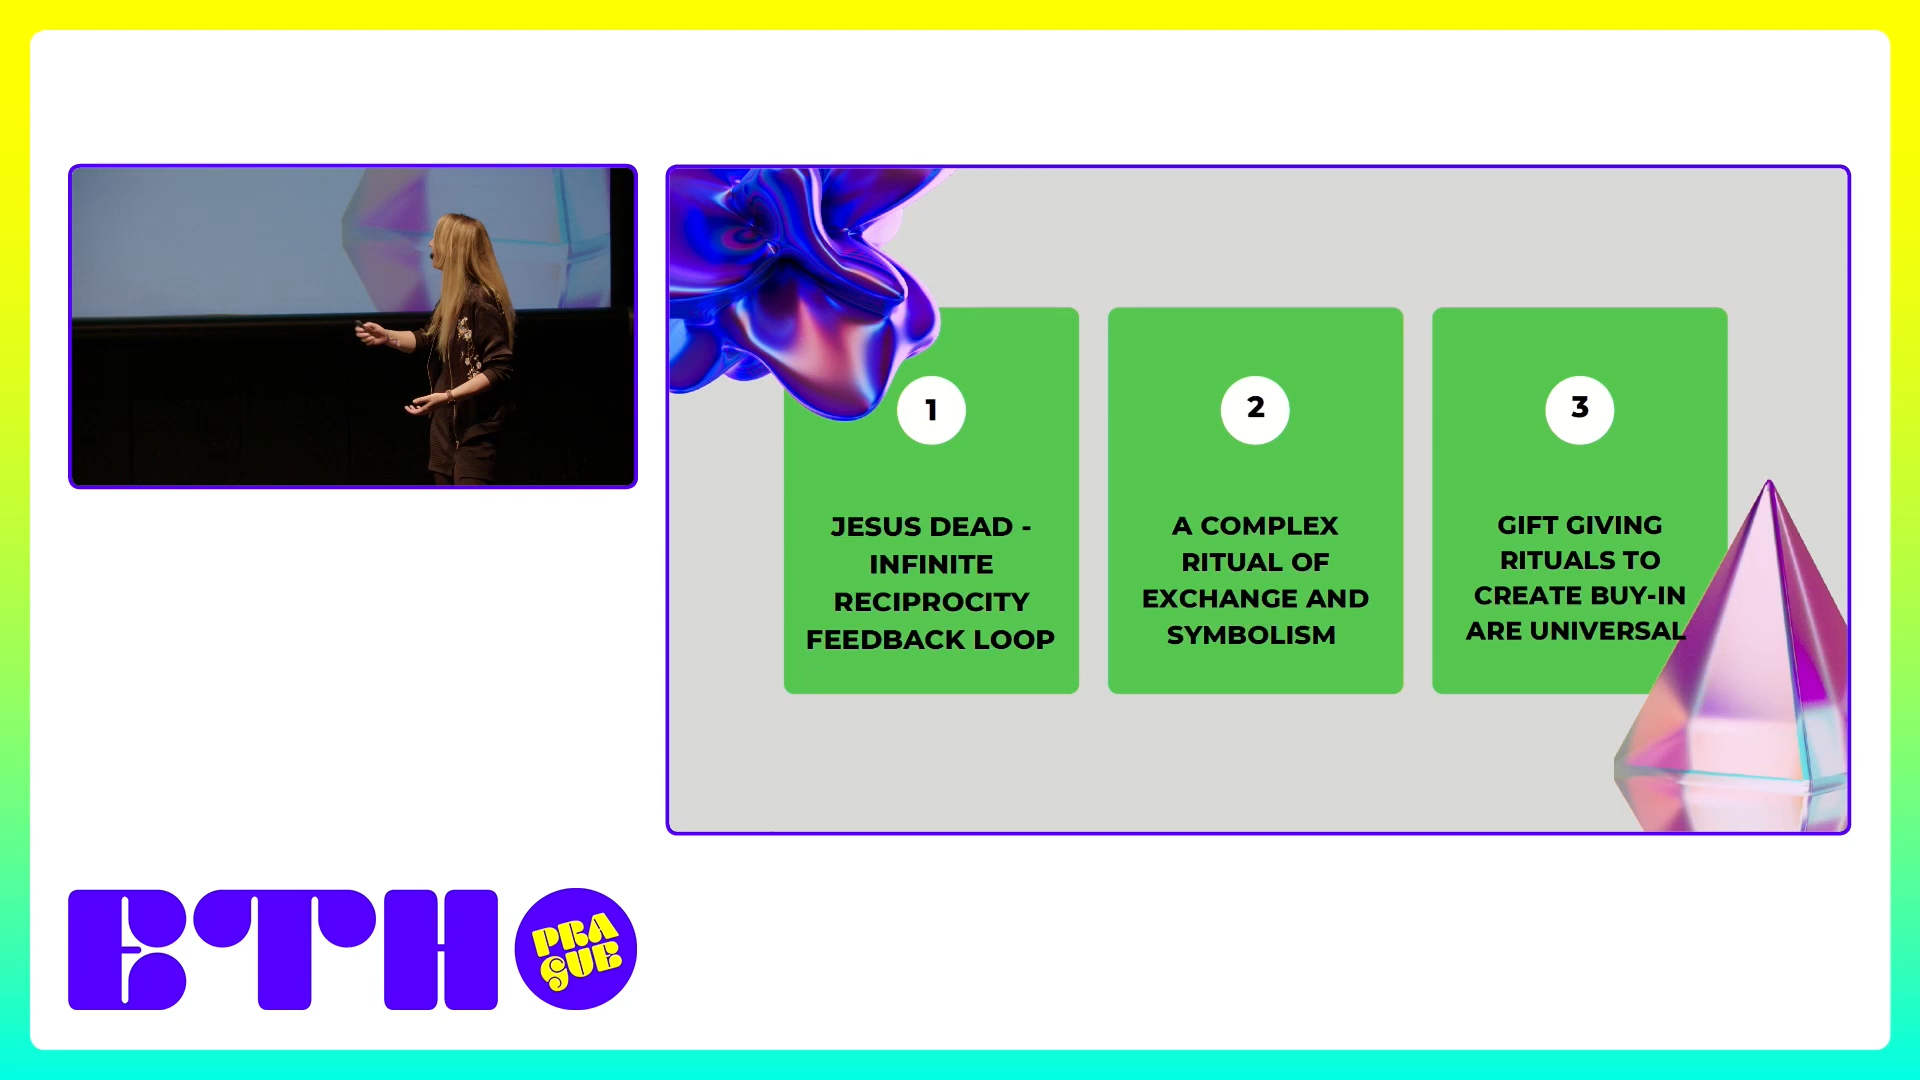 1
JESUS DEAD -
INFINITE
RECIPROCITY
FEEDBACK LOOP
2
A COMPLEX
RITUAL OF
EXCHANGE AND
SYMBOLISM
3
GIFT GIVING
RITUALS TO
CREATE BUY-IN
ARE UNIVERSAL
ETH
PRA
GUE